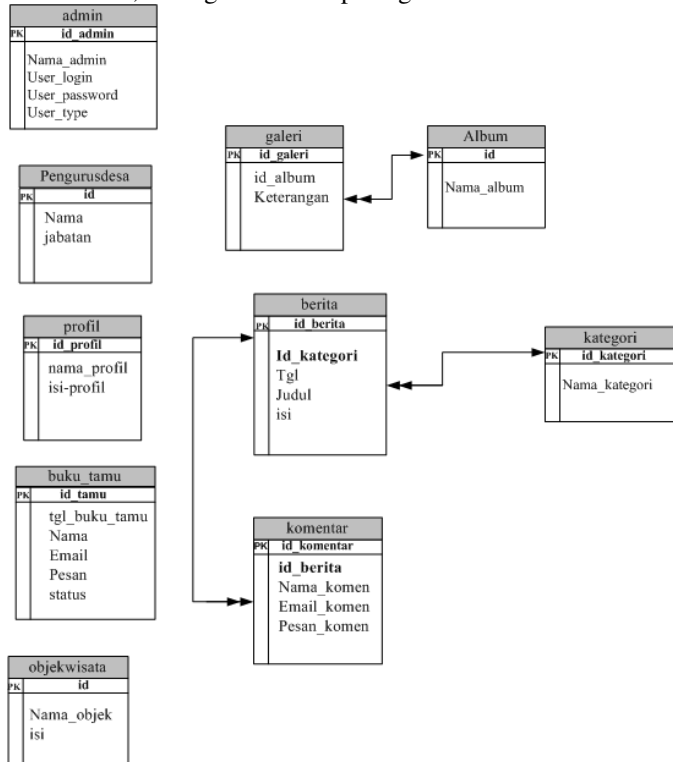 admin
PK id_admin
Nama_admin
User_login
User_password
User_type
galeri
PK id_galeri
id_album
Keterangan
Album
PK id
Nama_album
Pengurusdesa
PK id
Nama
jabatan
profil
PK id_profil
nama_profil
isi-profil
berita
PK id_berita
Id_kategori
Tgl
Judul
isi
kategori
PK id_kategori
Nama_kategori
buku_tamu
PK id_tamu
tgl_buku_tamu
Nama
Email
Pesan
status
komentar
PK id_komentar
id_berita
Nama_komen
Email_komen
Pesan_komen
objekwisata
PK id
Nama_objek
isi